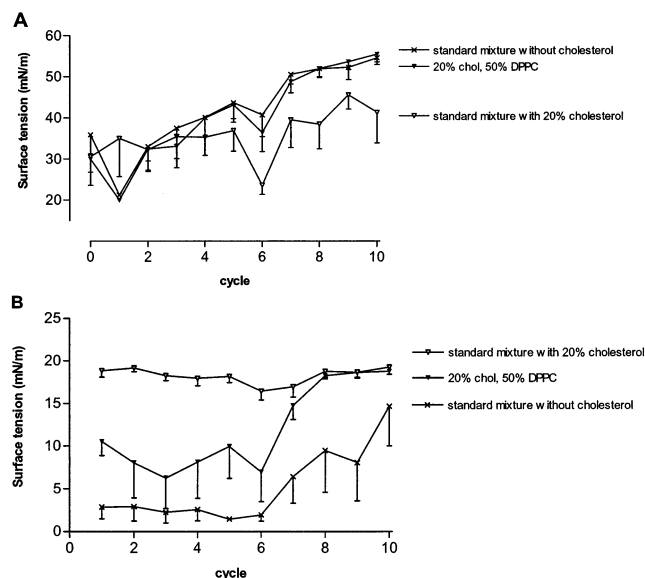 A
Surface tension (mN/m)
60
50
40
30
20
0 2 4 6 8 10
cycle
standard mixture without cholesterol
20% chol, 50% DPPC
standard mixture with 20% cholesterol
B
Surface tension (mN/m)
25
20
15
10
5
0
0 2 4 6 8 10
cycle
standard mixture with 20% cholesterol
20% chol, 50% DPPC
standard mixture without cholesterol